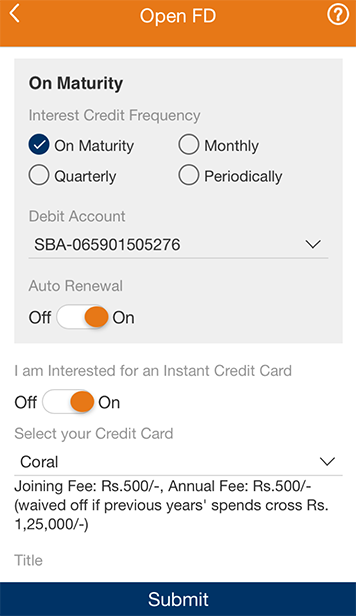 Open FD
?
On Maturity
Interest Credit Frequency
On Maturity Monthly
Quarterly Periodically
Debit Account
SBA-065901505276
Auto Renewal
Off On
I am Interested for an Instant Credit Card
Off On
Select your Credit Card
Coral
Joining Fee: Rs.500/-, Annual Fee: Rs.500/-
(waived off if previous years' spends cross Rs.
1,25,000/-)
Title
Submit